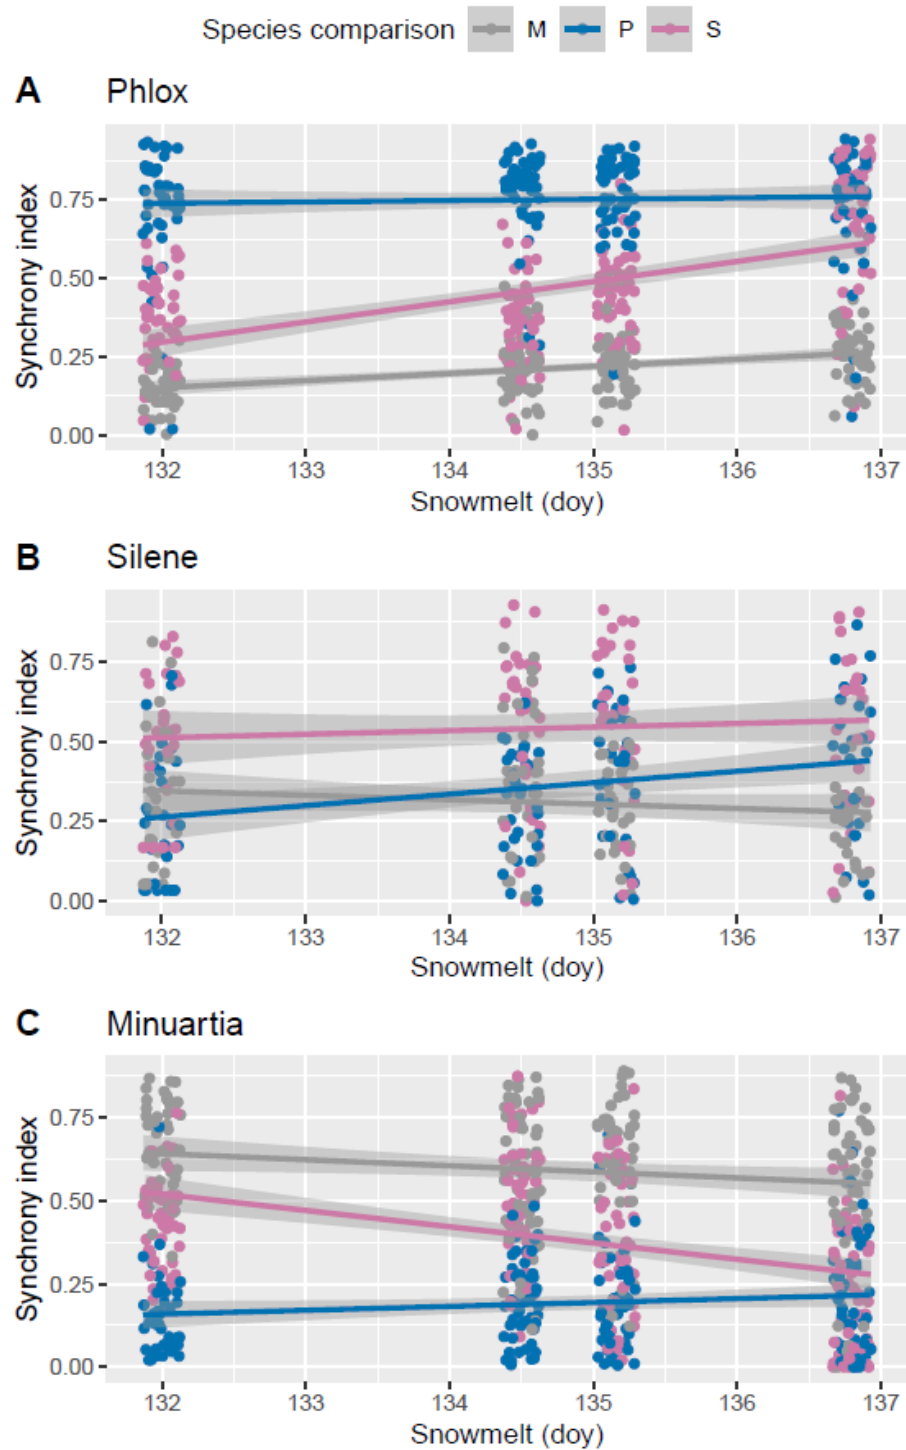 Species comparison M P S
A Phlox
Synchrony index
0.75
0.50
0.25
0.00
132 133 134 135 136 137
Snowmelt (doy)
B Silene
Synchrony index
0.75
0.50
0.25
0.00
132 133 134 135 136 137
Snowmelt (doy)
C Minuartia
Synchrony index
0.75
0.50
0.25
0.00
132 133 134 135 136 137
Snowmelt (doy)